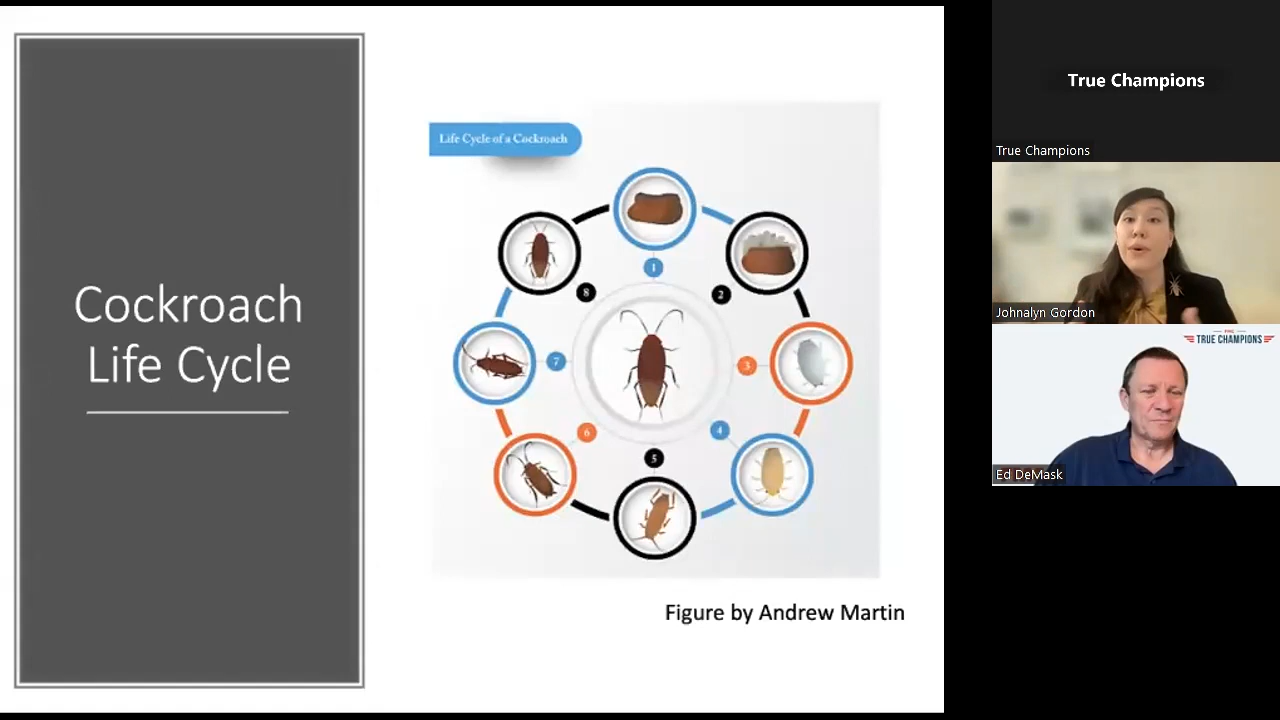 Cockroach
Life Cycle
Life Cycle of a Cockroach
1
2
3
4
5
6
7
8
Figure by Andrew Martin
True Champions
True Champions
Johnalyn Gordon
TRUE CHAMPIONS
Ed DeMask